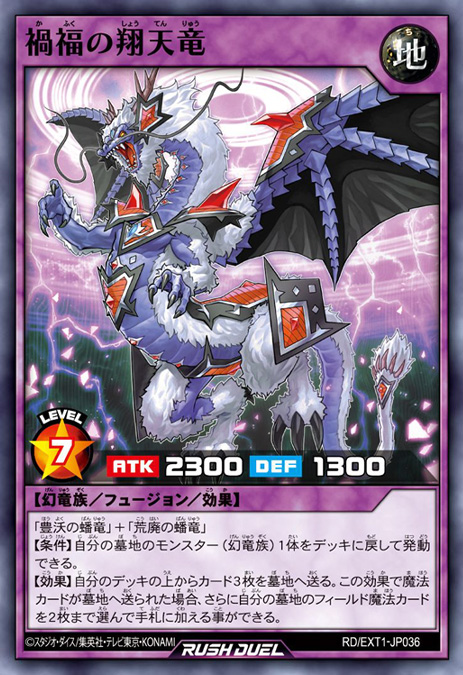 禍福の翔天竜
地
LEVEL
7
ATK 2300 DEF 1300
【幻竜族/フュージョン/効果】
「豊沃の蟠竜」+「荒廃の蟠竜」
【条件】自分の墓地のモンスター(幻竜族)1体をデッキに戻して発動
できる。
【効果】自分のデッキの上からカード3枚を墓地へ送る。この効果で魔法
カードが墓地へ送られた場合、さらに自分の墓地のフィールド魔法カード
を2枚まで選んで手札に加える事ができる。
©スタジオ・ダイス/集英社・テレビ東京・KONAMI
RUSH DUEL
RD/EXT1-JP036